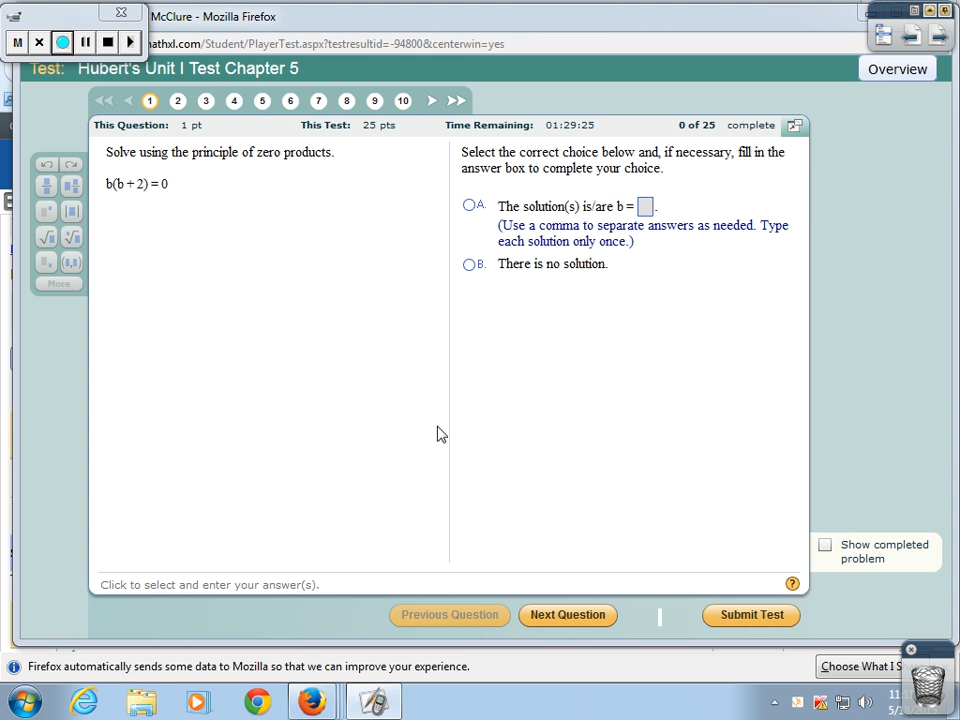 McClure - Mozilla Firefox
M
mathxl.com/Student/PlayerTest.aspx?testresultid=-94800&centerwin=yes
Test: Hubert's Unit I Test Chapter 5
Overview
1 2 3 4 5 6 7 8 9 10
This Question: 1 pt
This Test: 25 pts
Time Remaining: 01:29:25
0 of 25 complete
Solve using the principle of zero products.
b(b + 2) = 0
Select the correct choice below and, if necessary, fill in the
answer box to complete your choice.
A. The solution(s) is/are b = .
(Use a comma to separate answers as needed. Type
each solution only once.)
B. There is no solution.
More
Show completed
problem
Click to select and enter your answer(s).
?
Previous Question
Next Question
Submit Test
Firefox automatically sends some data to Mozilla so that we can improve your experience.
Choose What I